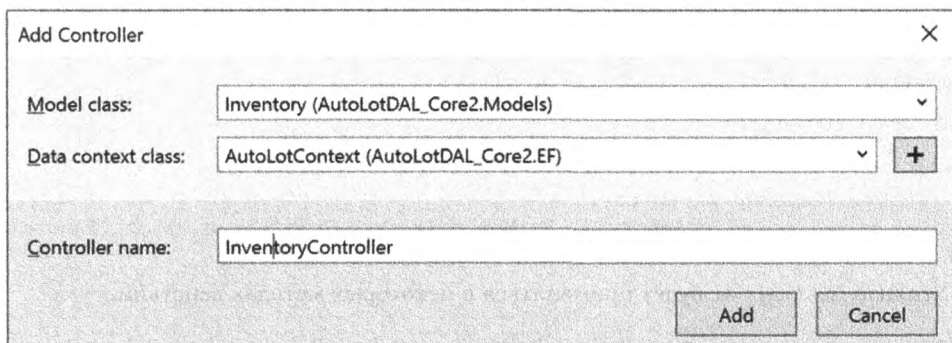 Add Controller
Model class: Inventory (AutoLotDAL_Core2.Models)
Data context class: AutoLotContext (AutoLotDAL_Core2.EF) +
Controller name: InventoryController
Add Cancel